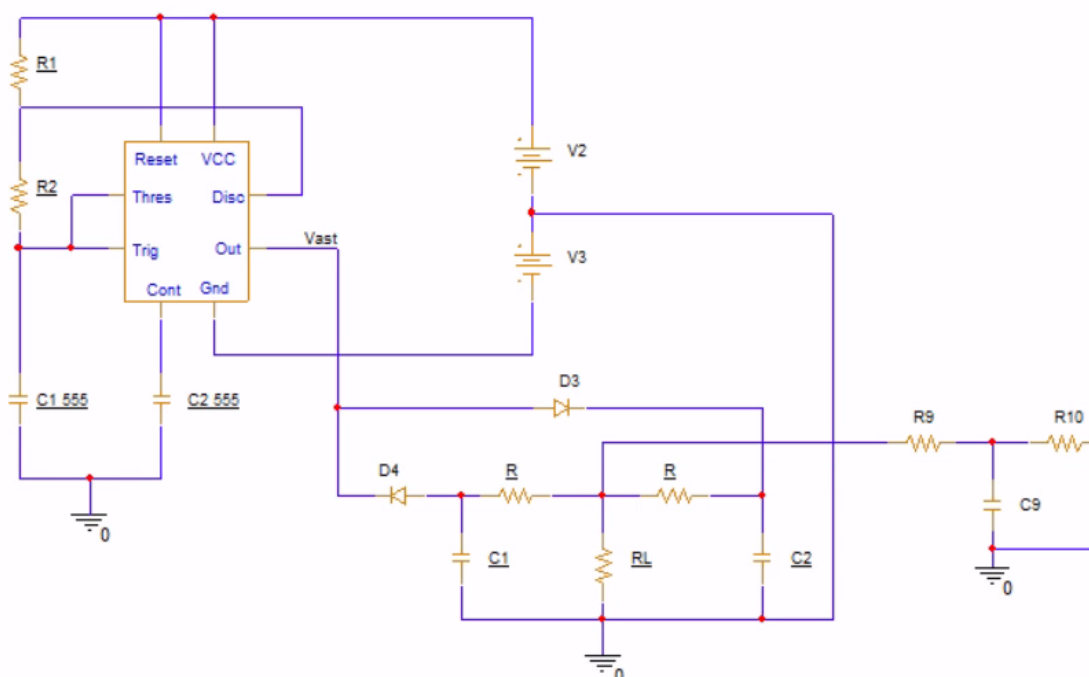 R1
Reset VCC
V2
R2
Thres Disc
Vast
Trig Out
V3
Cont Gnd
D3
C1 555
C2 555
R9 R10
D4 R R
C9
0
C1 RL C2
0
0